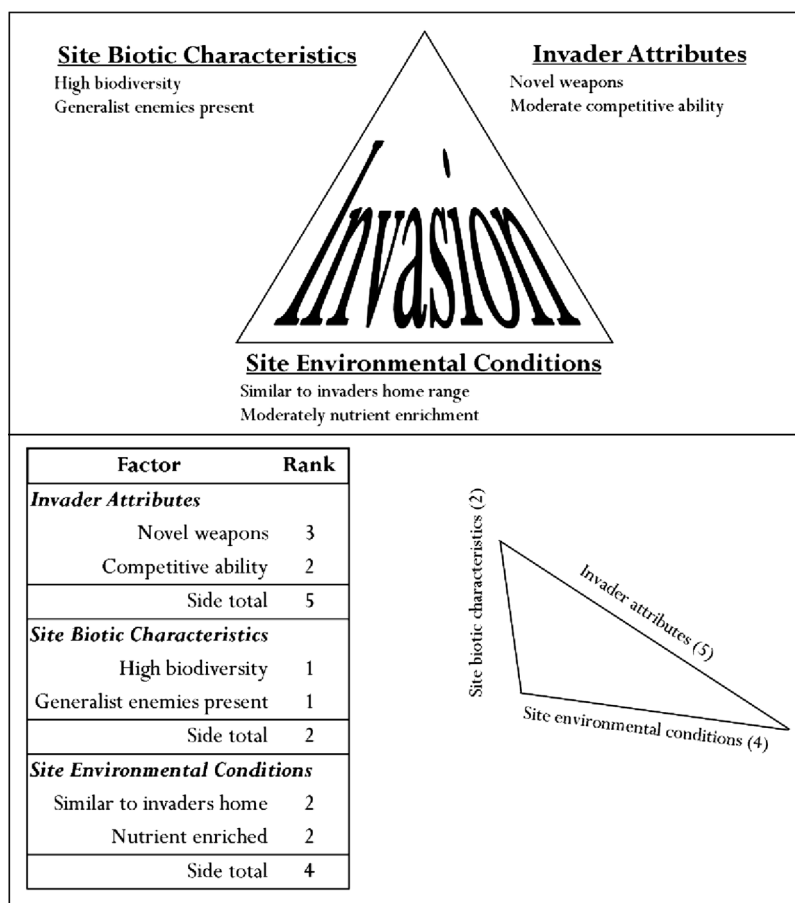 Site Biotic Characteristics
High biodiversity
Generalist enemies present
Invader Attributes
Novel weapons
Moderate competitive ability
Invasion
Site Environmental Conditions
Similar to invaders home range
Moderately nutrient enrichment
Factor Rank
Invader Attributes
Novel weapons 3
Competitive ability 2
Side total 5
Site Biotic Characteristics
High biodiversity 1
Generalist enemies present 1
Side total 2
Site Environmental Conditions
Similar to invaders home 2
Nutrient enriched 2
Side total 4
Site biotic characteristics (2)
Invader attributes (5)
Site environmental conditions (4)